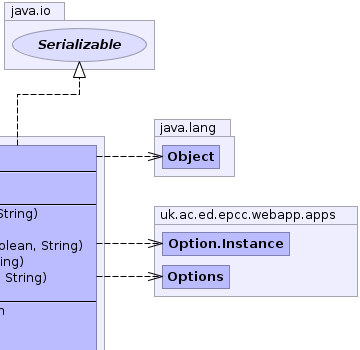 java.io
Serializable
java.lang
Object
String)
uk.ac.ed.epcc.webapp.apps
olean, String)
Option.Instance
ing)
String)
Options
n